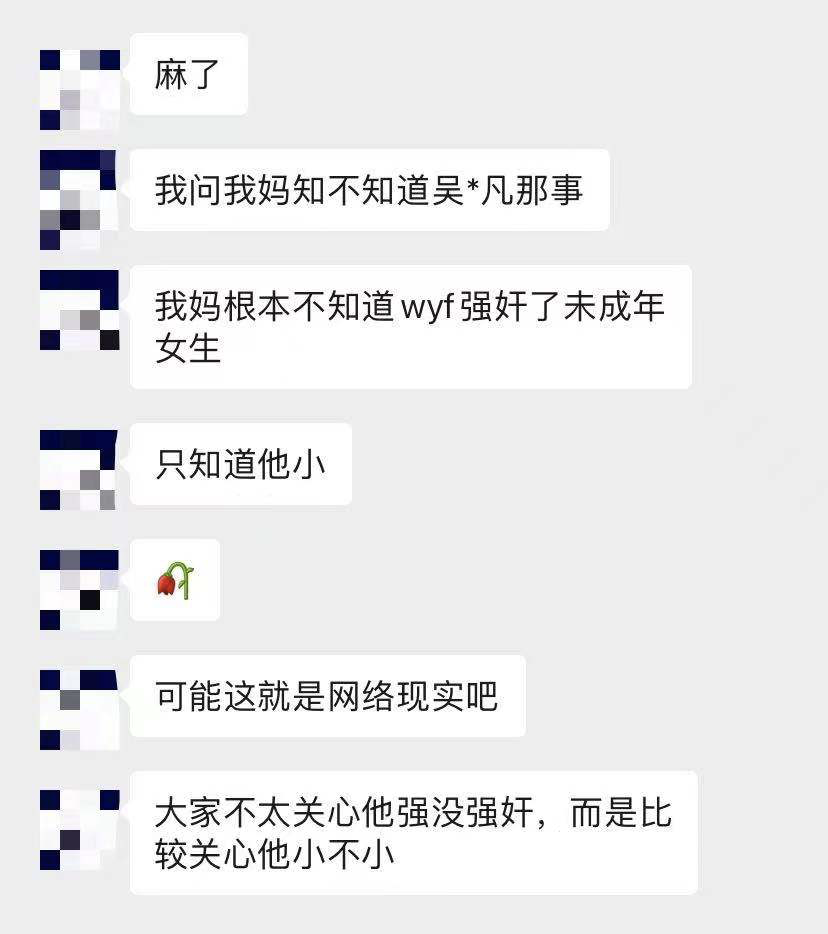 麻了
我问我妈知不知道吴*凡那事
我妈根本不知道wyf强奸了未成年
女生
只知道他小
🥀
可能这就是网络现实吧
大家不太关心他强没强奸，而是比
较关心他小不小